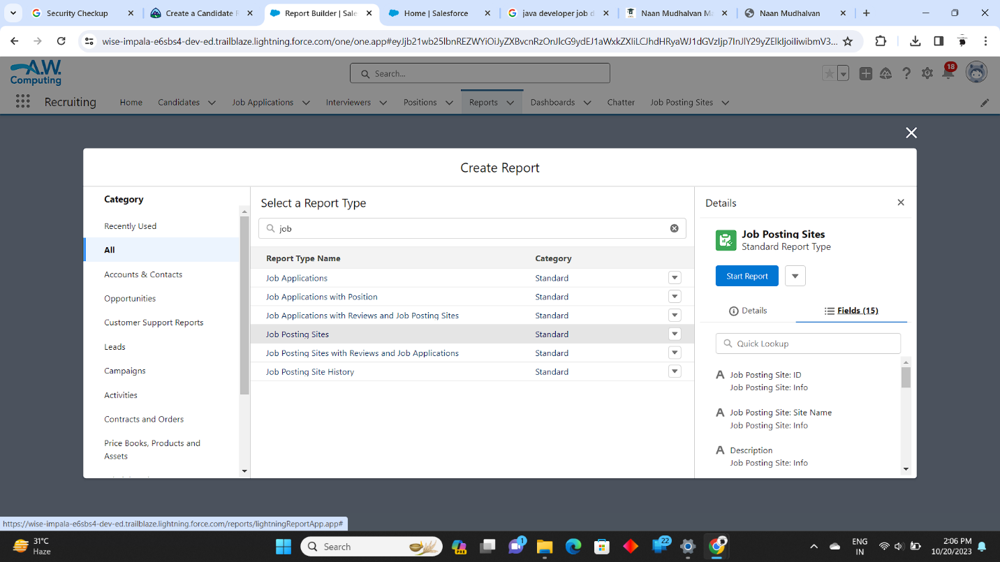 Security Checkup
Create a Candidate R
Report Builder | Sale
Home | Salesforce
java developer job d
Naan Mudhalvan Ma
Naan Mudhalvan
wise-impala-e6sbs4-dev-ed.trailblaze.lightning.force.com/one/one.app#eyJjb21wb25lbnREZWYiOiJyZXBvcnRzOnJlcG9ydEJ1aWxkZXIiLCJhdHRyaWJ1dGVzIjp7InJlY29yZElkIjoiIiwibmV3...
A.W.
Computing
Search...
18
Recruiting
Home
Candidates
Job Applications
Interviewers
Positions
Reports
Dashboards
Chatter
Job Posting Sites
Create Report
Category
Recently Used
All
Accounts & Contacts
Opportunities
Customer Support Reports
Leads
Campaigns
Activities
Contracts and Orders
Price Books, Products and
Assets
Select a Report Type
job
Report Type Name Category
Job Applications Standard
Job Applications with Position Standard
Job Applications with Reviews and Job Posting Sites Standard
Job Posting Sites Standard
Job Posting Sites with Reviews and Job Applications Standard
Job Posting Site History Standard
Details
Job Posting Sites
Standard Report Type
Start Report
Details
Fields (15)
Quick Lookup
A Job Posting Site: ID
Job Posting Site: Info
A Job Posting Site: Site Name
Job Posting Site: Info
A Description
Job Posting Site: Info
https://wise-impala-e6sbs4-dev-ed.trailblaze.lightning.force.com/reports/lightningReportApp.app#
31°C
Haze
Search
PRE
1
22
ENG
IN
2:06 PM
10/20/2023